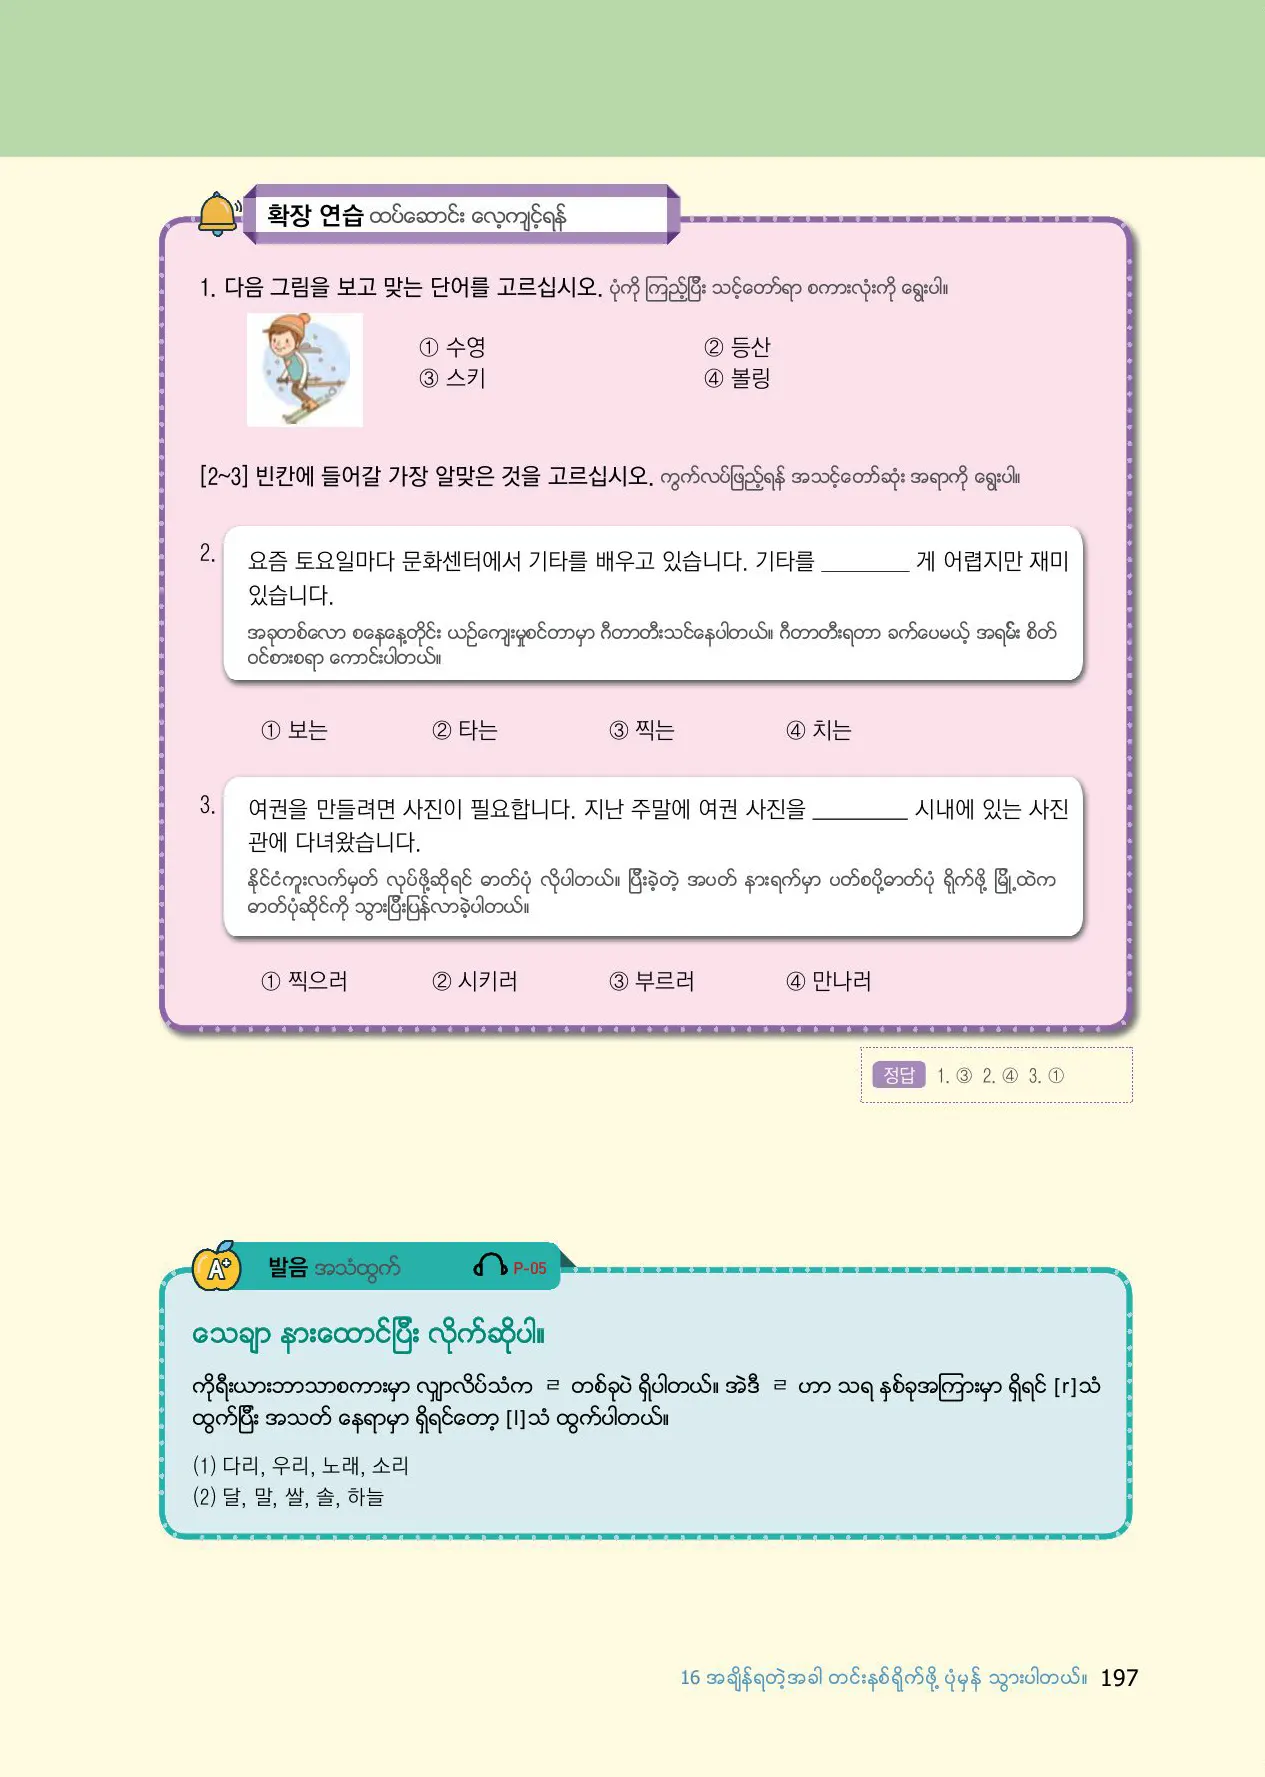 확장 연습 ထပ်ဆောင်း လေ့ကျင့်ရန်
1. 다음 그림을 보고 맞는 단어를 고르십시오. ပုံကို ကြည့်ပြီး သင့်တော်ရာ စကားလုံးကို ရွေးပါ။
① 수영 ② 등산
③ 스키 ④ 볼링
[2~3] 빈칸에 들어갈 가장 알맞은 것을 고르십시오. ကွက်လပ်ဖြည့်ရန် အသင့်တော်ဆုံး အရာကို ရွေးပါ။
2. 요즘 토요일마다 문화센터에서 기타를 배우고 있습니다. 기타를 ________ 게 어렵지만 재미
있습니다.
အခုတစ်လော စနေနေ့တိုင်း ယဉ်ကျေးမှုစင်တာမှာ ဂီတာတီးသင်နေပါတယ်။ ဂီတာတီးရတာ ခက်ပေမယ့် အရမ်း စိတ်
ဝင်စားစရာ ကောင်းပါတယ်။
① 보는 ② 타는 ③ 찍는 ④ 치는
3. 여권을 만들려면 사진이 필요합니다. 지난 주말에 여권 사진을 ________ 시내에 있는 사진
관에 다녀왔습니다.
နိုင်ငံကူးလက်မှတ် လုပ်ဖို့ဆိုရင် ဓာတ်ပုံ လိုပါတယ်။ ပြီးခဲ့တဲ့ အပတ် နားရက်မှာ ပတ်စပို့ဓာတ်ပုံ ရိုက်ဖို့ မြို့ထဲက
ဓာတ်ပုံဆိုင်ကို သွားပြီးပြန်လာခဲ့ပါတယ်။
① 찍으러 ② 시키러 ③ 부르러 ④ 만나러
정답 1. ③ 2. ④ 3. ①
A+ 발음 အသံထွက် P-05
သေချာ နားထောင်ပြီး လိုက်ဆိုပါ။
ကိုရီးယားဘာသာစကားမှာ လျှာလိပ်သံက ㄹ တစ်ခုပဲ ရှိပါတယ်။ အဲဒီ ㄹ ဟာ သရ နှစ်ခုအကြားမှာ ရှိရင် [r]သံ
ထွက်ပြီး အသတ် နေရာမှာ ရှိရင်တော့ [l]သံ ထွက်ပါတယ်။
(1) 다리, 우리, 노래, 소리
(2) 달, 말, 쌀, 솔, 하늘
16 အချိန်ရတဲ့အခါ တင်းနစ်ရိုက်ဖို့ ပုံမှန် သွားပါတယ်။ 197